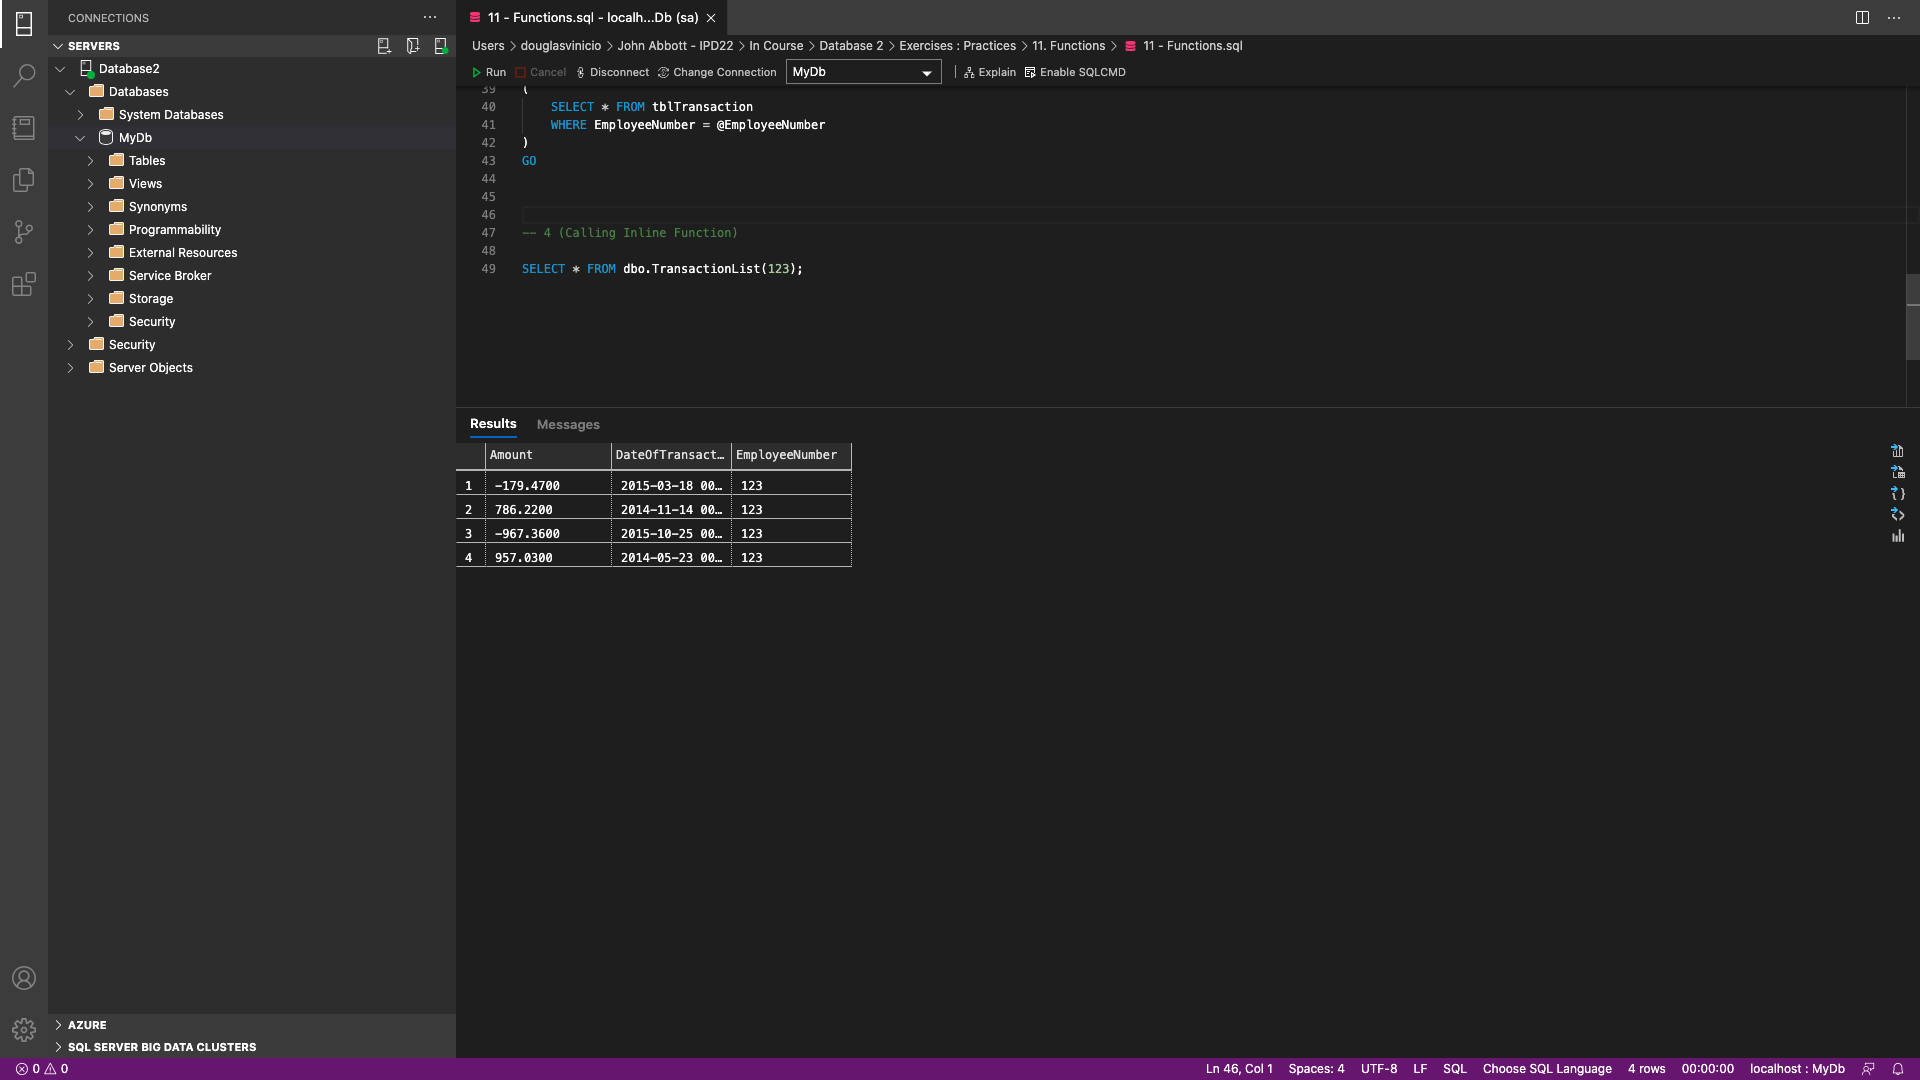 CONNECTIONS
SERVERS
Database2
Databases
System Databases
MyDb
Tables
Views
Synonyms
Programmability
External Resources
Service Broker
Storage
Security
Security
Server Objects
AZURE
SQL SERVER BIG DATA CLUSTERS
11 - Functions.sql - localh...Db (sa)
Users > douglasvinicio > John Abbott - IPD22 > In Course > Database 2 > Exercises : Practices > 11. Functions > 11 - Functions.sql
Run Cancel Disconnect Change Connection MyDb Explain Enable SQLCMD
39 (
40 SELECT * FROM tblTransaction
41 WHERE EmployeeNumber = @EmployeeNumber
42 )
43 GO
44
45
46
47 -- 4 (Calling Inline Function)
48
49 SELECT * FROM dbo.TransactionList(123);
Results Messages
Amount DateOfTransact... EmployeeNumber
1 -179.4700 2015-03-18 00... 123
2 786.2200 2014-11-14 00... 123
3 -967.3600 2015-10-25 00... 123
4 957.0300 2014-05-23 00... 123
0 0 Ln 46, Col 1 Spaces: 4 UTF-8 LF SQL Choose SQL Language 4 rows 00:00:00 localhost : MyDb